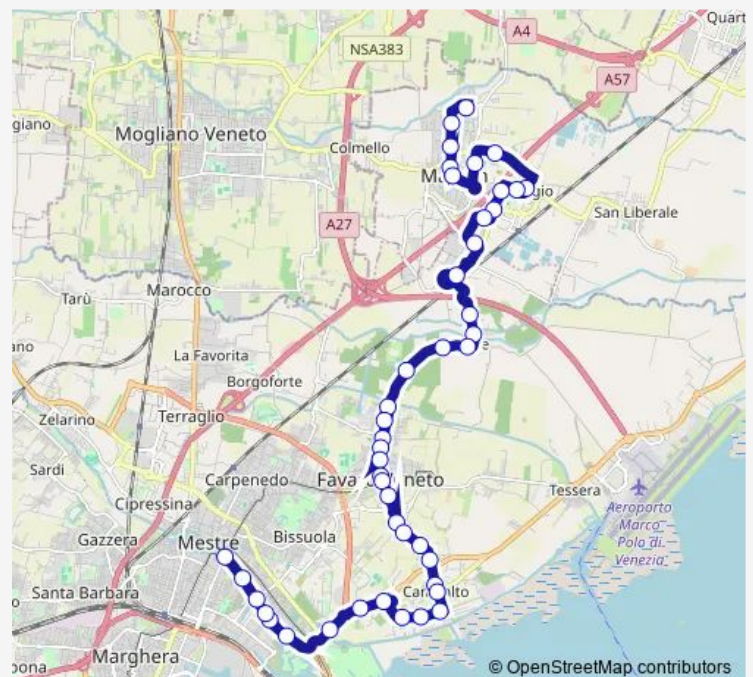 Quart
A4
NSA383
A57
giano
Mogliano Veneto
Colmello
San Liberale
A27
Marocco
Tarù
ano
La Favorita
Borgoforte
Zelarino
Terraglio
Sardi
Carpenedo
Tessera
Cipressina
Aeroporto
Marco
Polo di
Venezia
Gazzera
Mestre
Bissuola
Santa Barbara
Marghera
pona
© OpenStreetMap contributors